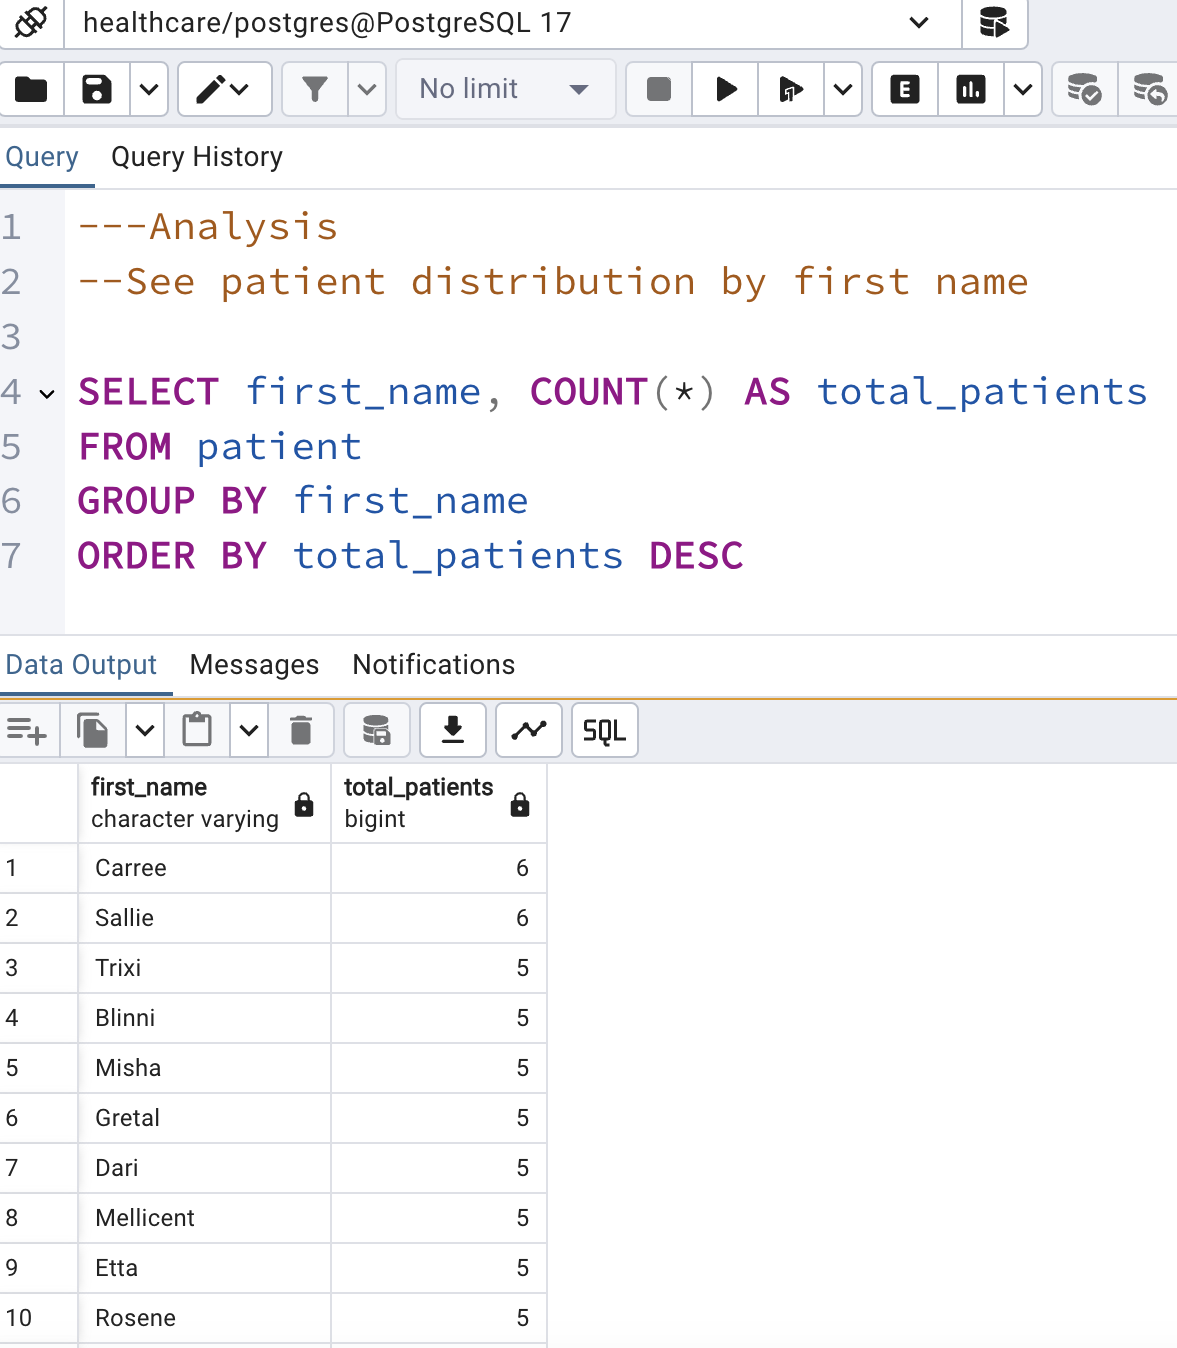 healthcare/postgres@PostgreSQL 17
No limit
E
Query Query History
1 ---Analysis
2 --See patient distribution by first name
3
4 SELECT first_name, COUNT(*) AS total_patients
5 FROM patient
6 GROUP BY first_name
7 ORDER BY total_patients DESC
Data Output Messages Notifications
SQL
first_name total_patients
character varying bigint
1 Carree 6
2 Sallie 6
3 Trixi 5
4 Blinni 5
5 Misha 5
6 Gretal 5
7 Dari 5
8 Mellicent 5
9 Etta 5
10 Rosene 5